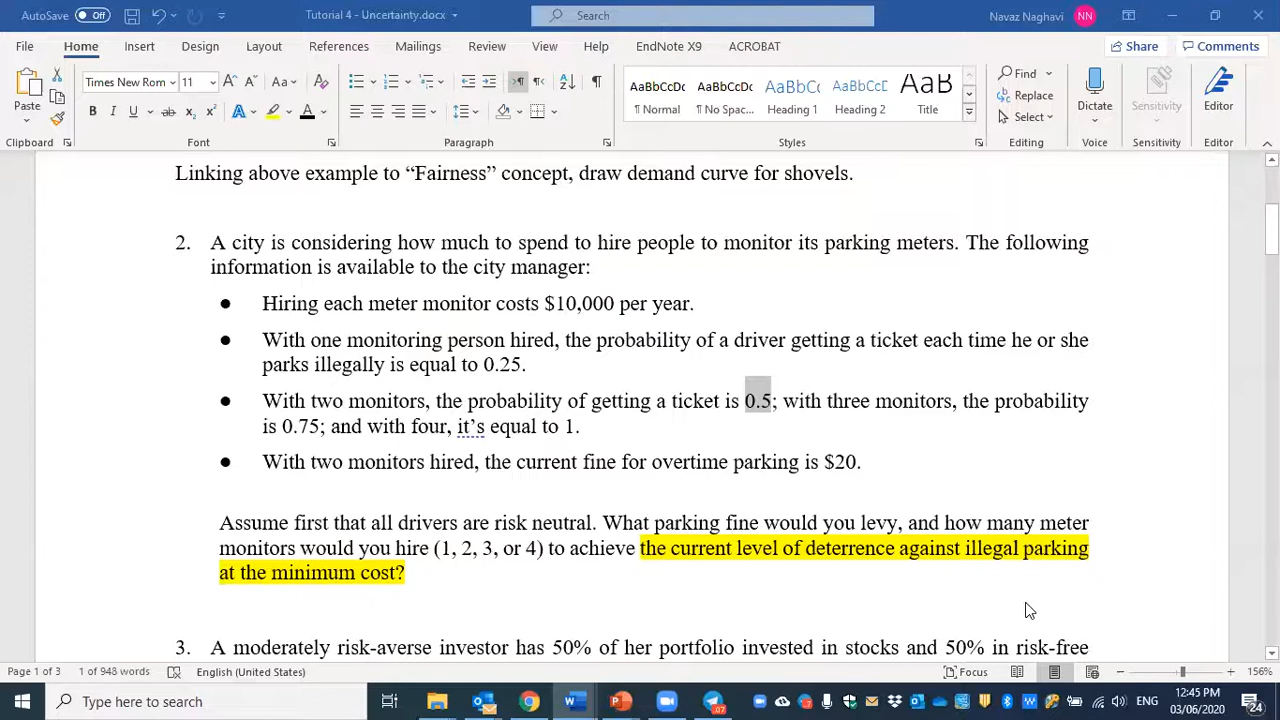 AutoSave Off Tutorial 4 - Uncertainty.docx Search Navaz Naghavi NN
File Home Insert Design Layout References Mailings Review View Help EndNote X9 ACROBAT Share Comments
Paste Times New Rom 11 Aa AaBbCcDc AaBbCcDc AaBbCc AaBbCcD AaB Find Replace Select Dictate Sensitivity Editor
¶ Normal ¶ No Spac... Heading 1 Heading 2 Title
Clipboard Font Paragraph Styles Editing Voice Sensitivity Editor
Linking above example to “Fairness” concept, draw demand curve for shovels.
2. A city is considering how much to spend to hire people to monitor its parking meters. The following
information is available to the city manager:
● Hiring each meter monitor costs $10,000 per year.
● With one monitoring person hired, the probability of a driver getting a ticket each time he or she
parks illegally is equal to 0.25.
● With two monitors, the probability of getting a ticket is 0.5; with three monitors, the probability
is 0.75; and with four, it’s equal to 1.
● With two monitors hired, the current fine for overtime parking is $20.
Assume first that all drivers are risk neutral. What parking fine would you levy, and how many meter
monitors would you hire (1, 2, 3, or 4) to achieve the current level of deterrence against illegal parking
at the minimum cost?
3. A moderately risk-averse investor has 50% of her portfolio invested in stocks and 50% in risk-free
Page 1 of 3 1 of 948 words English (United States) Focus 156%
Type here to search ENG 12:45 PM
03/06/2020 24